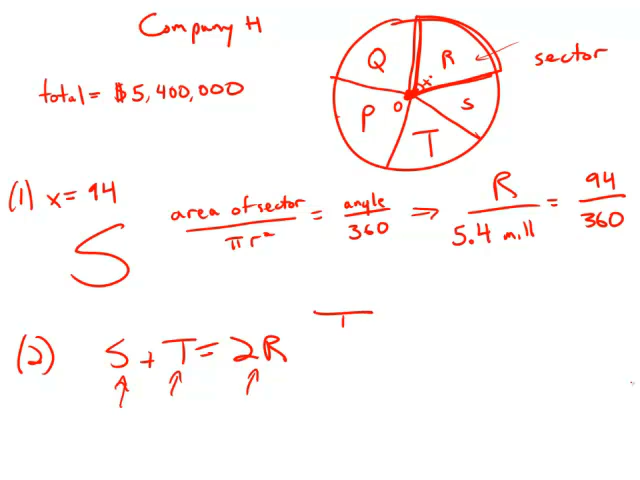 Company H
total = $5,400,000
Q
R
x°
sector
P
O
S
T
(1) x = 94
S
area of sector / πr² = angle / 360 ⇒ R / 5.4 mill = 94 / 360
(2) S + T = 2R